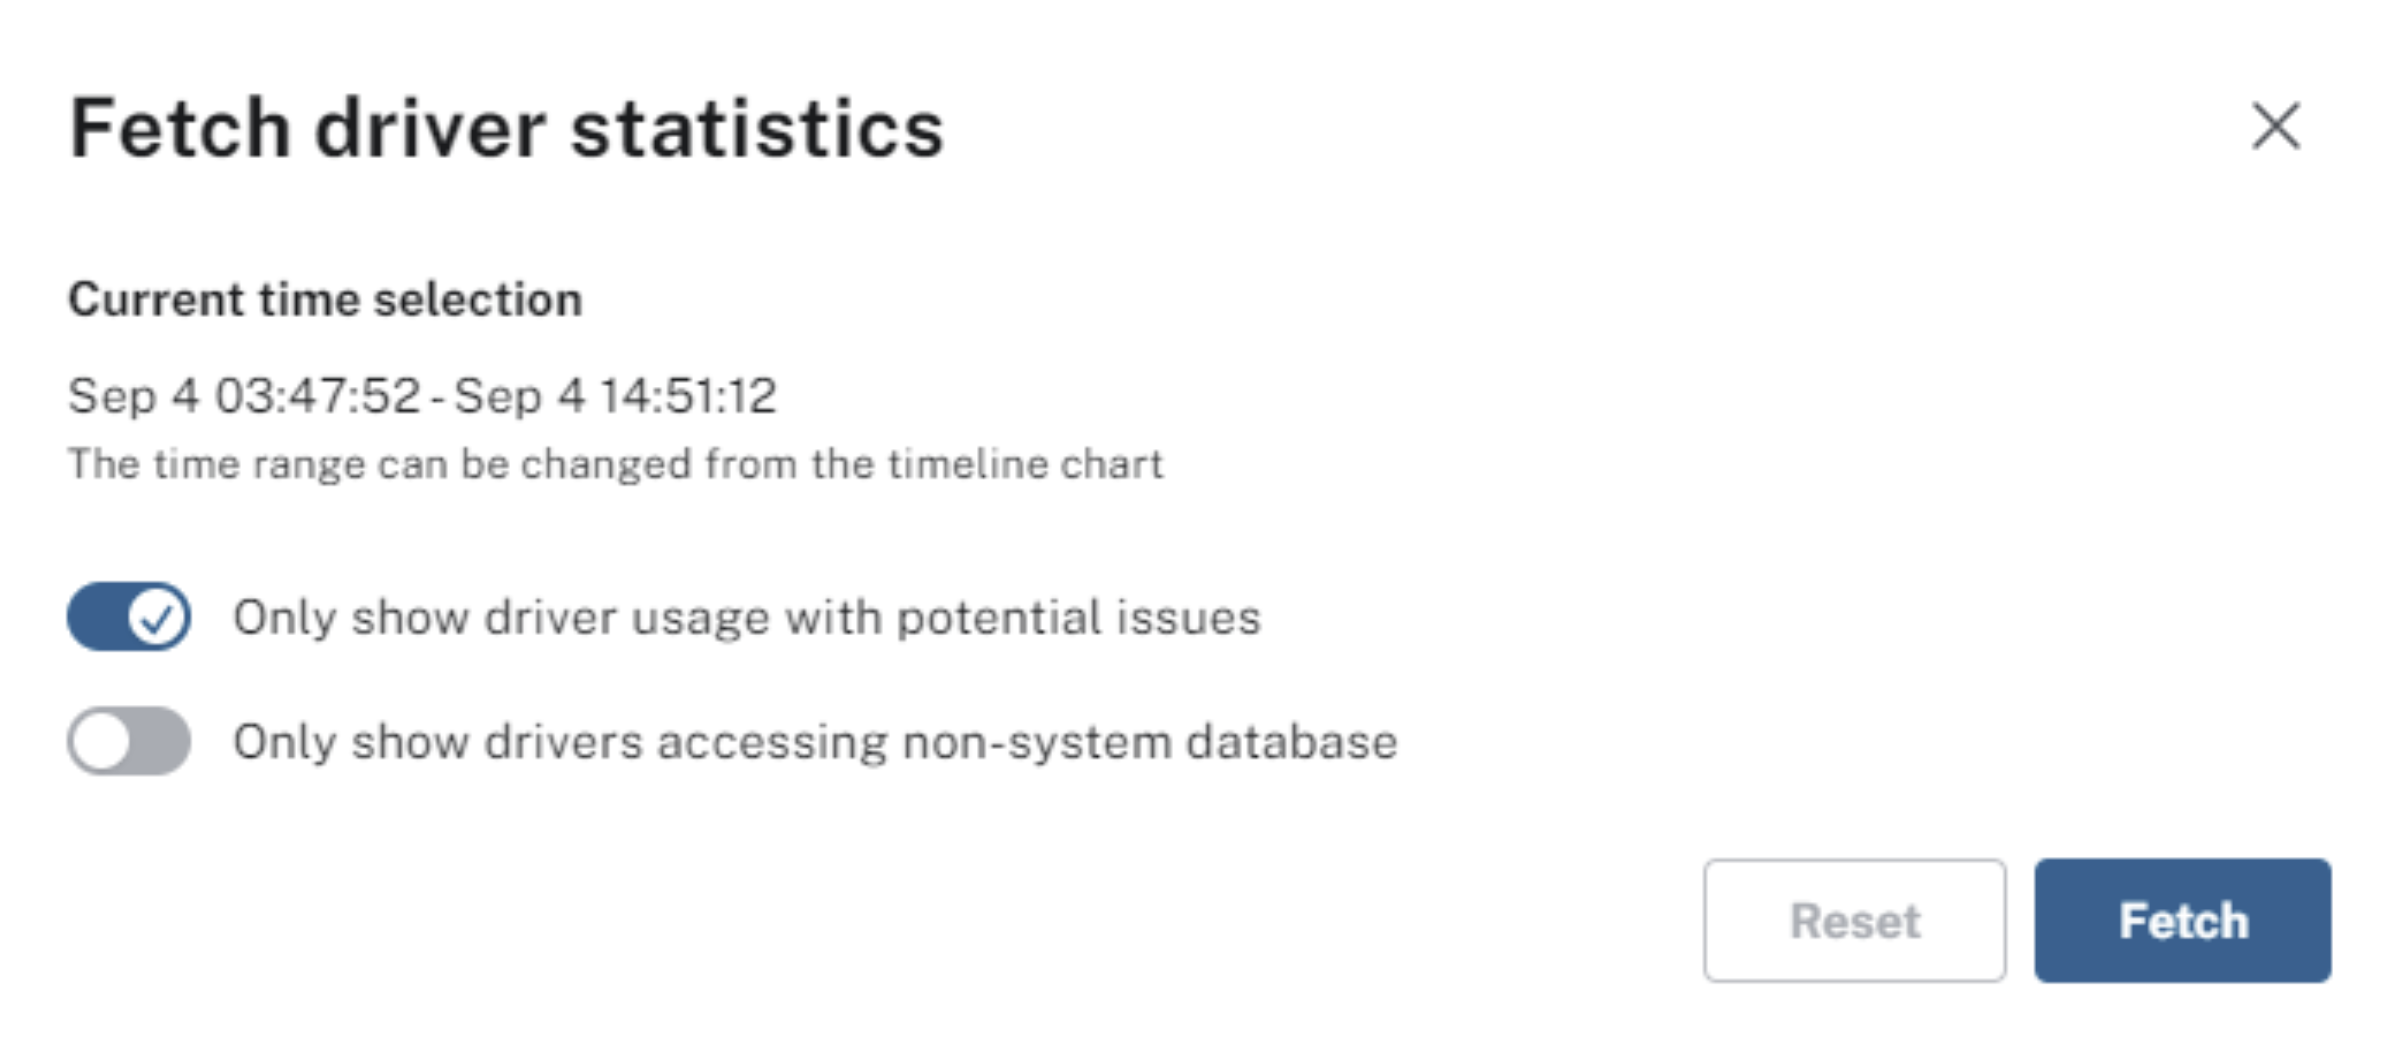 Fetch driver statistics
Current time selection
Sep 4 03:47:52 - Sep 4 14:51:12
The time range can be changed from the timeline chart
Only show driver usage with potential issues
Only show drivers accessing non-system database
Reset
Fetch